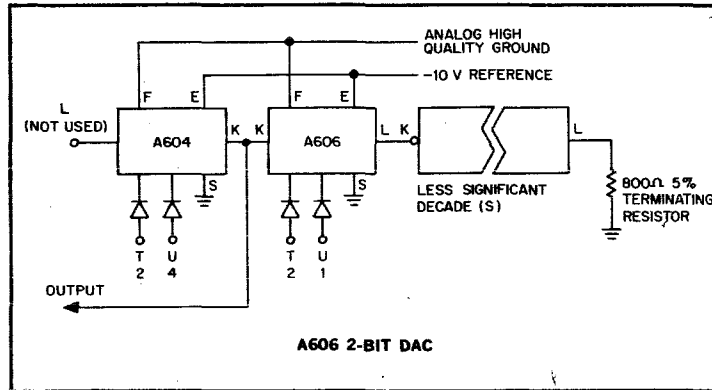 ANALOG HIGH
QUALITY GROUND
-10 V REFERENCE
F E F E
L
(NOT USED)
A604
K K
A606
L K
L
S S
LESS SIGNIFICANT
DECADE (S)
800Ω 5%
TERMINATING
RESISTOR
T U T U
2 4 2 1
OUTPUT
A606 2-BIT DAC